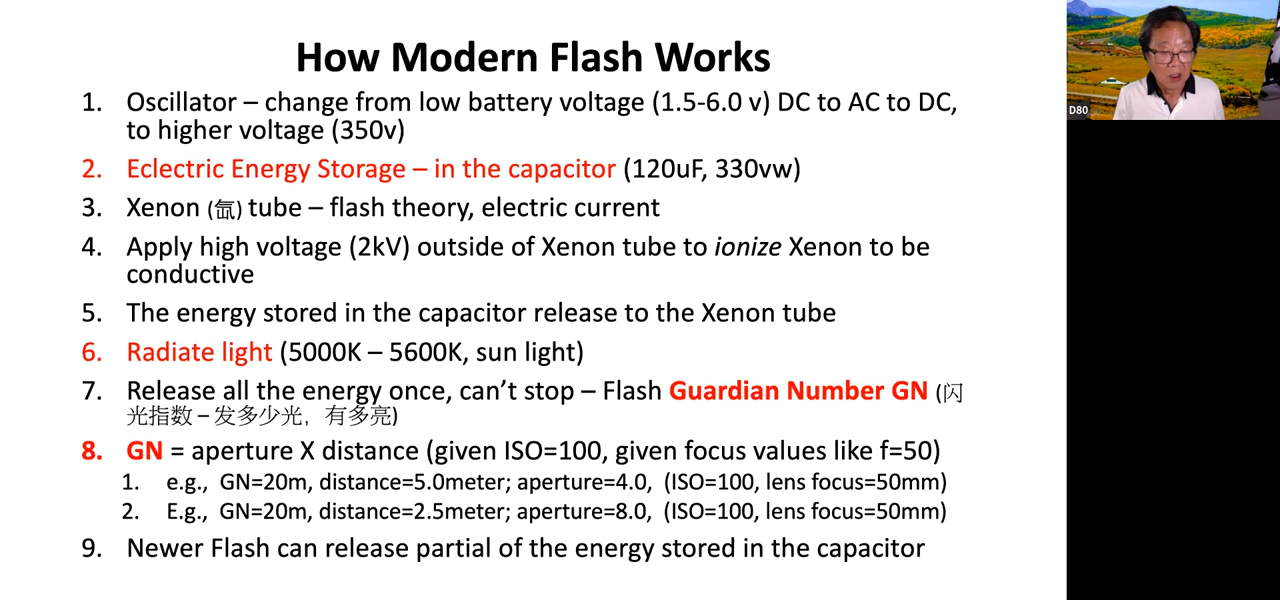 How Modern Flash Works
1. Oscillator – change from low battery voltage (1.5-6.0 v) DC to AC to DC,
to higher voltage (350v)
2. Eclectric Energy Storage – in the capacitor (120uF, 330vw)
3. Xenon (氙) tube – flash theory, electric current
4. Apply high voltage (2kV) outside of Xenon tube to ionize Xenon to be
conductive
5. The energy stored in the capacitor release to the Xenon tube
6. Radiate light (5000K – 5600K, sun light)
7. Release all the energy once, can't stop – Flash Guardian Number GN (闪
光指数 – 发多少光，有多亮)
8. GN = aperture X distance (given ISO=100, given focus values like f=50)
1. e.g., GN=20m, distance=5.0meter; aperture=4.0, (ISO=100, lens focus=50mm)
2. E.g., GN=20m, distance=2.5meter; aperture=8.0, (ISO=100, lens focus=50mm)
9. Newer Flash can release partial of the energy stored in the capacitor
D80